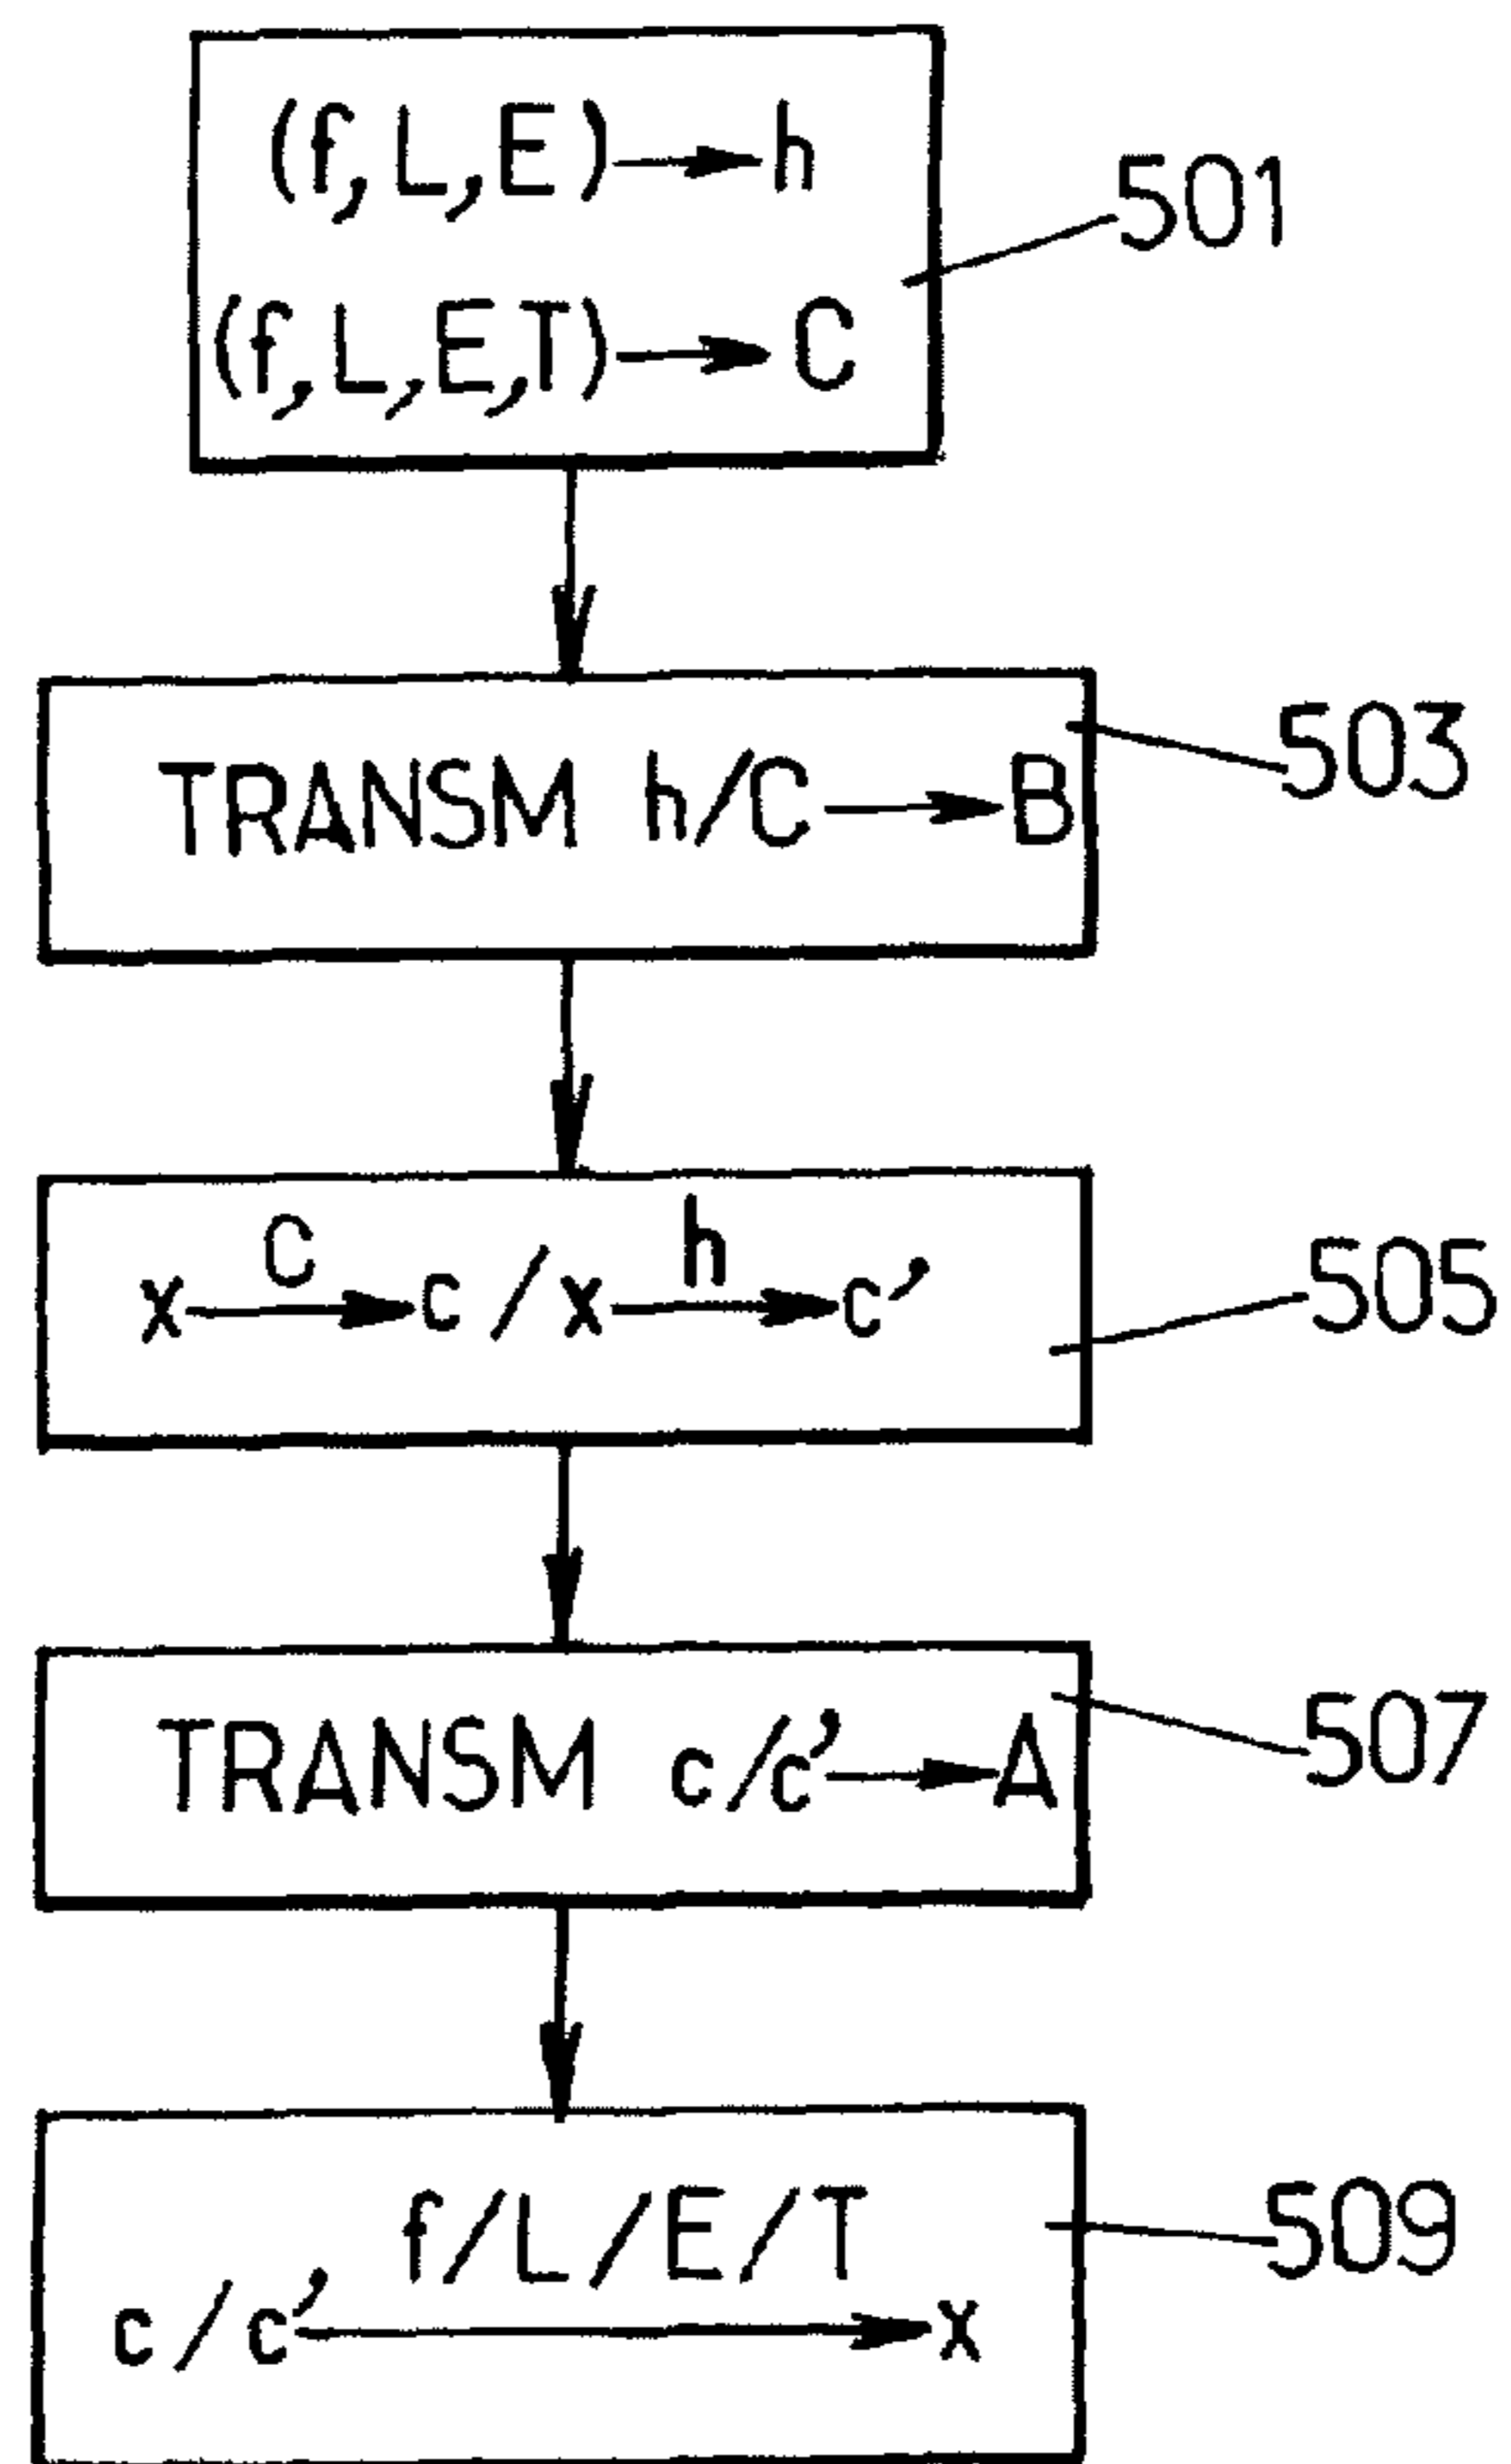 (f,L,E)→h
501
(f,L,E,T)→C
TRANSM h/C→B
503
C h
x→c/x→c'
505
TRANSM c/c'→A
507
f/L/E/T
509
c/c'→x